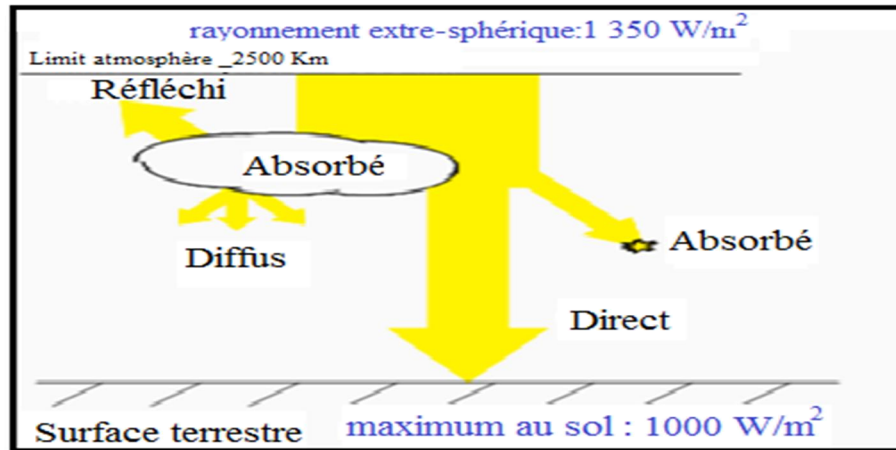 rayonnement extre-sphérique:1 350 W/m²
Limit atmosphère _2500 Km
Réfléchi
Absorbé
Absorbé
Diffus
Direct
Surface terrestre
maximum au sol : 1000 W/m²